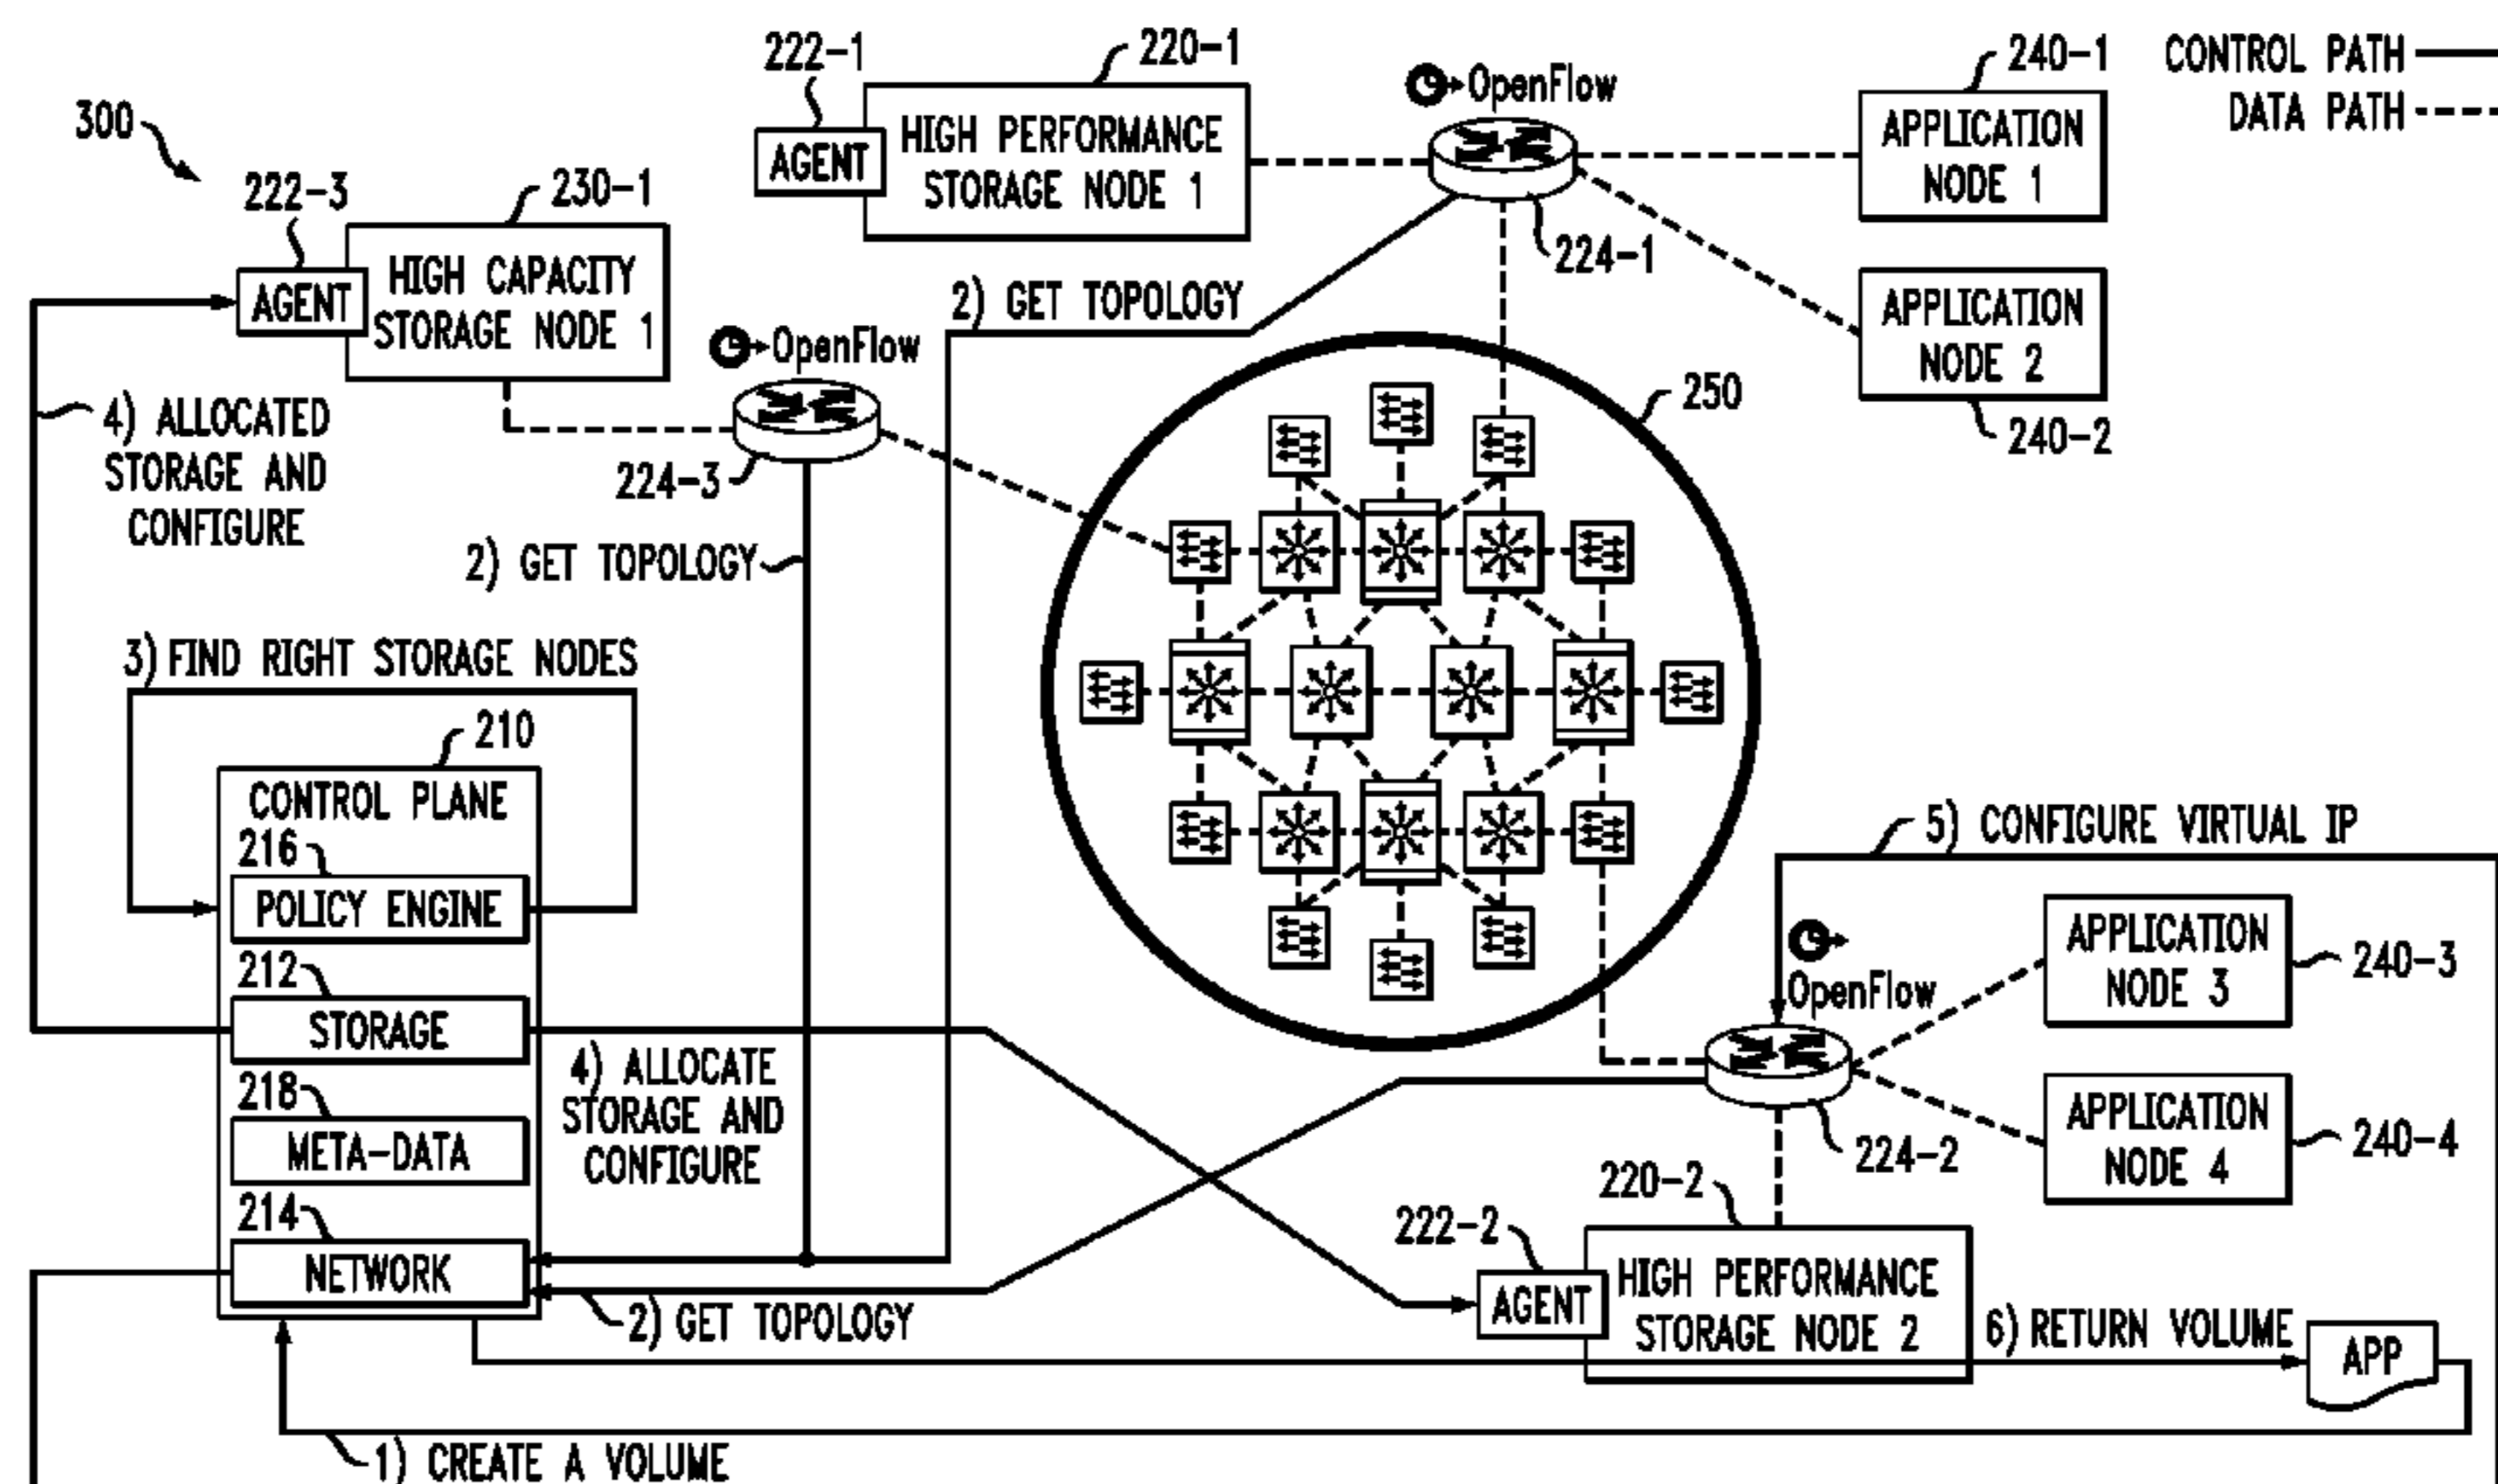 300
222-1
220-1
AGENT
HIGH PERFORMANCE
STORAGE NODE 1
OpenFlow
224-1
240-1
APPLICATION
NODE 1
CONTROL PATH
DATA PATH
APPLICATION
NODE 2
240-2
222-3
230-1
AGENT
HIGH CAPACITY
STORAGE NODE 1
OpenFlow
224-3
2) GET TOPOLOGY
250
4) ALLOCATED
STORAGE AND
CONFIGURE
2) GET TOPOLOGY
3) FIND RIGHT STORAGE NODES
210
CONTROL PLANE
216
POLICY ENGINE
212
STORAGE
218
META-DATA
214
NETWORK
4) ALLOCATE
STORAGE AND
CONFIGURE
2) GET TOPOLOGY
5) CONFIGURE VIRTUAL IP
OpenFlow
224-2
APPLICATION
NODE 3
240-3
APPLICATION
NODE 4
240-4
220-2
222-2
AGENT
HIGH PERFORMANCE
STORAGE NODE 2
6) RETURN VOLUME
APP
1) CREATE A VOLUME